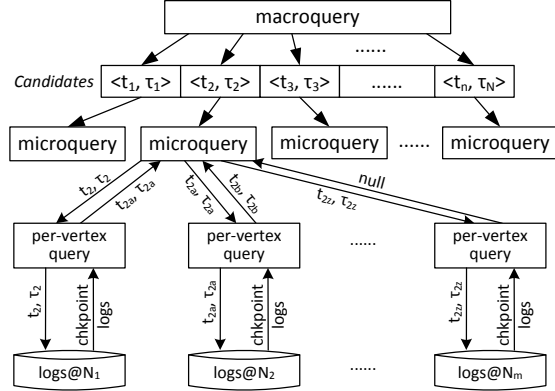 macroquery
......
Candidates <t1, τ1> <t2, τ2> <t3, τ3> ...... <tn, τN>
microquery microquery microquery ...... microquery
t2, τ2
t2a, τ2a
t2a, τ2a
t2b, τ2b
t2z, τ2z
null
per-vertex query
per-vertex query
......
per-vertex query
t2, τ2
chkpoint
logs
t2a, τ2a
chkpoint
logs
t2z, τ2z
chkpoint
logs
logs@N1 logs@N2 ...... logs@Nm